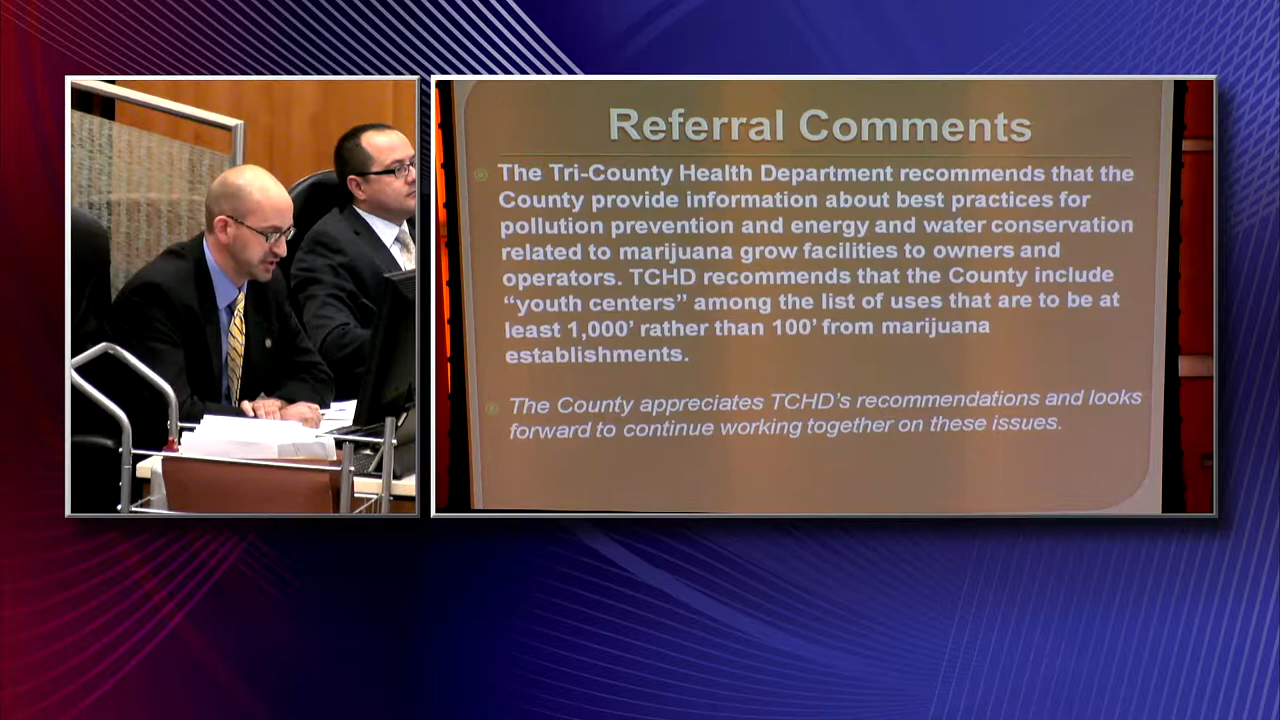 Referral Comments
The Tri-County Health Department recommends that the
County provide information about best practices for
pollution prevention and energy and water conservation
related to marijuana grow facilities to owners and
operators. TCHD recommends that the County include
“youth centers” among the list of uses that are to be at
least 1,000’ rather than 100’ from marijuana
establishments.
The County appreciates TCHD’s recommendations and looks
forward to continue working together on these issues.